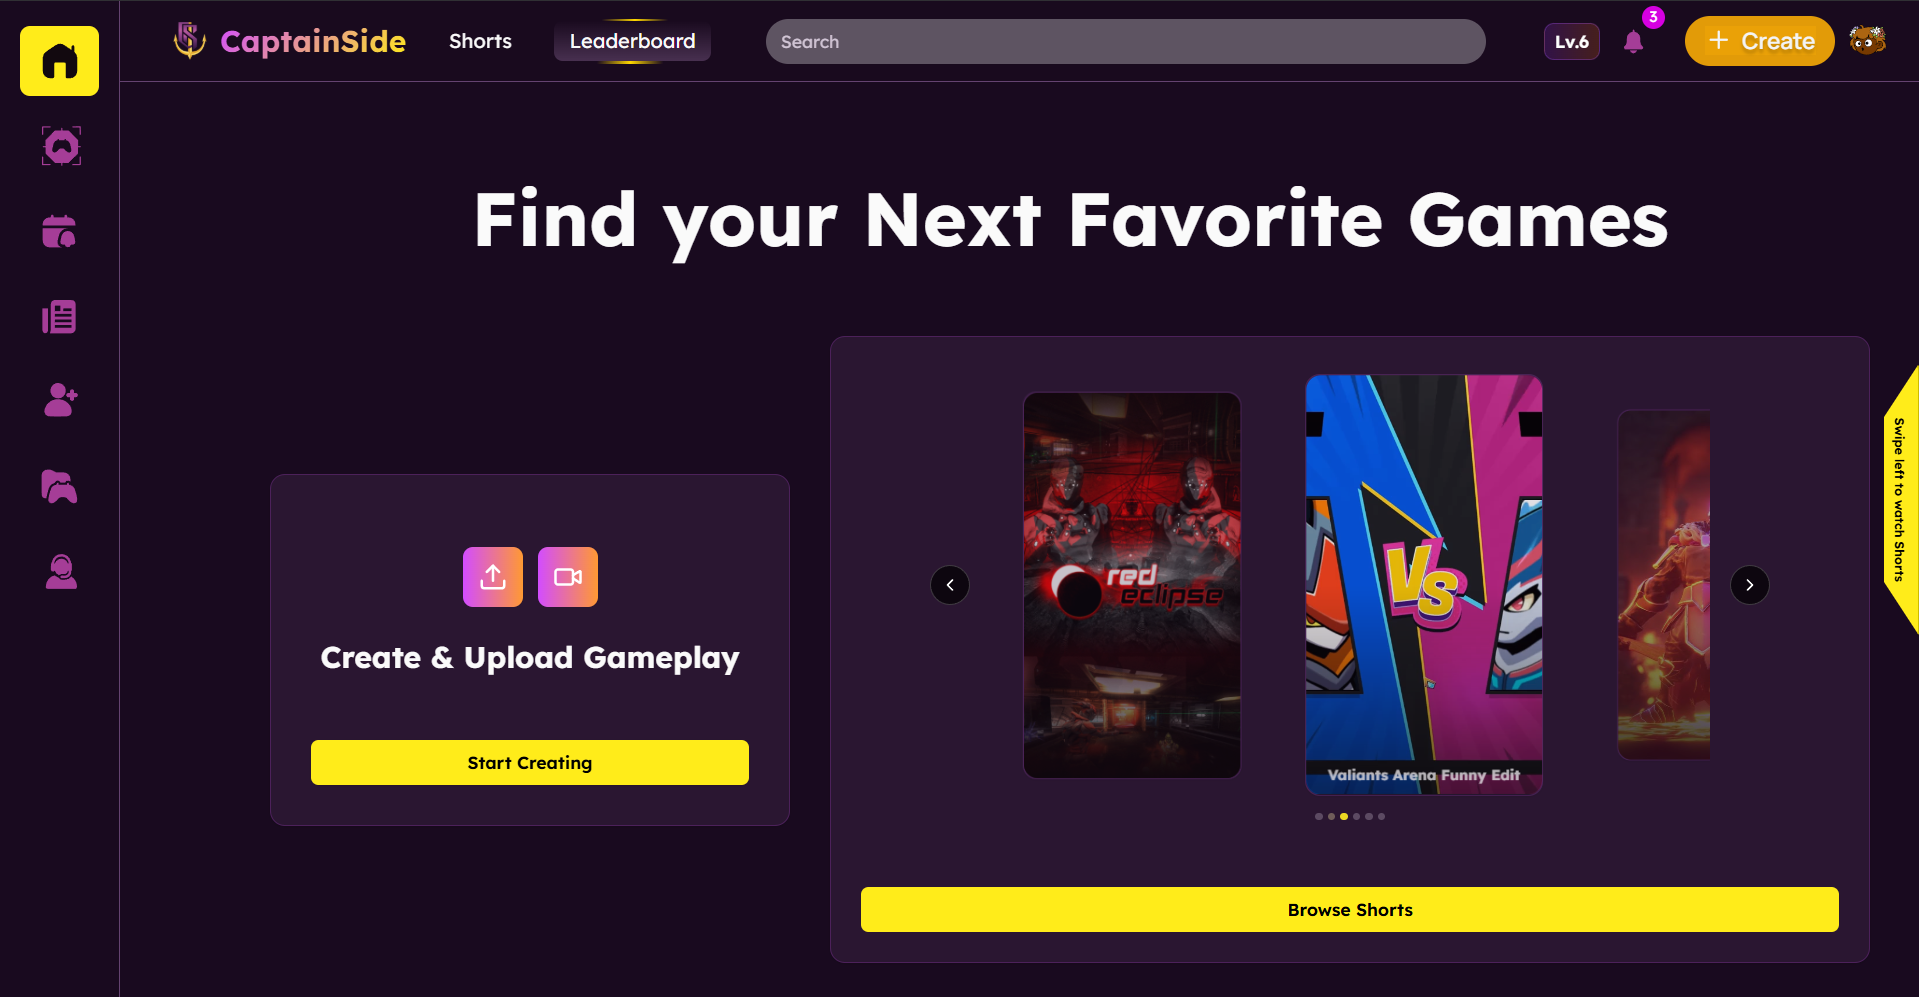 CaptainSide
Shorts
Leaderboard
Search
Lv.6
3
+ Create
Find your Next Favorite Games
Create & Upload Gameplay
Start Creating
red
eclipse
VS
Valiants Arena Funny Edit
Browse Shorts
Swipe left to watch Shorts